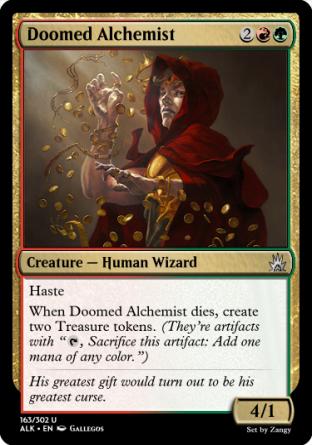 Doomed Alchemist 2
Creature — Human Wizard
Haste
When Doomed Alchemist dies, create
two Treasure tokens. (They're artifacts
with “, Sacrifice this artifact: Add one
mana of any color.”)
His greatest gift would turn out to be his
greatest curse.
4/1
163/302 U
ALK • EN GALLEGOS
Set by Zangy